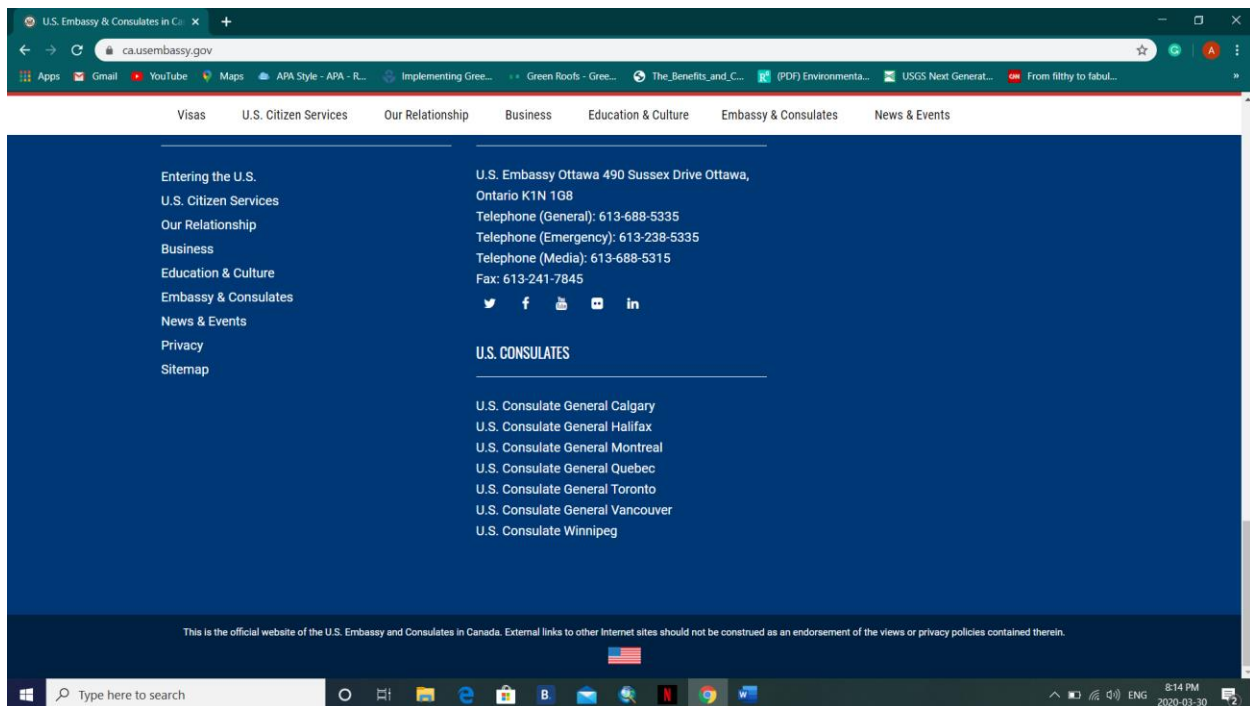 U.S. Embassy & Consulates in Ca
ca.usembassy.gov
A
Apps Gmail YouTube Maps APA Style - APA - R... Implementing Gree... Green Roofs - Gree... The_Benefits_and_C... (PDF) Environmenta... USGS Next Generat... From filthy to fabul... »
Visas U.S. Citizen Services Our Relationship Business Education & Culture Embassy & Consulates News & Events
Entering the U.S.
U.S. Citizen Services
Our Relationship
Business
Education & Culture
Embassy & Consulates
News & Events
Privacy
Sitemap
U.S. Embassy Ottawa 490 Sussex Drive Ottawa,
Ontario K1N 1G8
Telephone (General): 613-688-5335
Telephone (Emergency): 613-238-5335
Telephone (Media): 613-688-5315
Fax: 613-241-7845
U.S. CONSULATES
U.S. Consulate General Calgary
U.S. Consulate General Halifax
U.S. Consulate General Montreal
U.S. Consulate General Quebec
U.S. Consulate General Toronto
U.S. Consulate General Vancouver
U.S. Consulate Winnipeg
This is the official website of the U.S. Embassy and Consulates in Canada. External links to other Internet sites should not be construed as an endorsement of the views or privacy policies contained therein.
Type here to search
B.
N
W
ENG
8:14 PM
2020-03-30
2